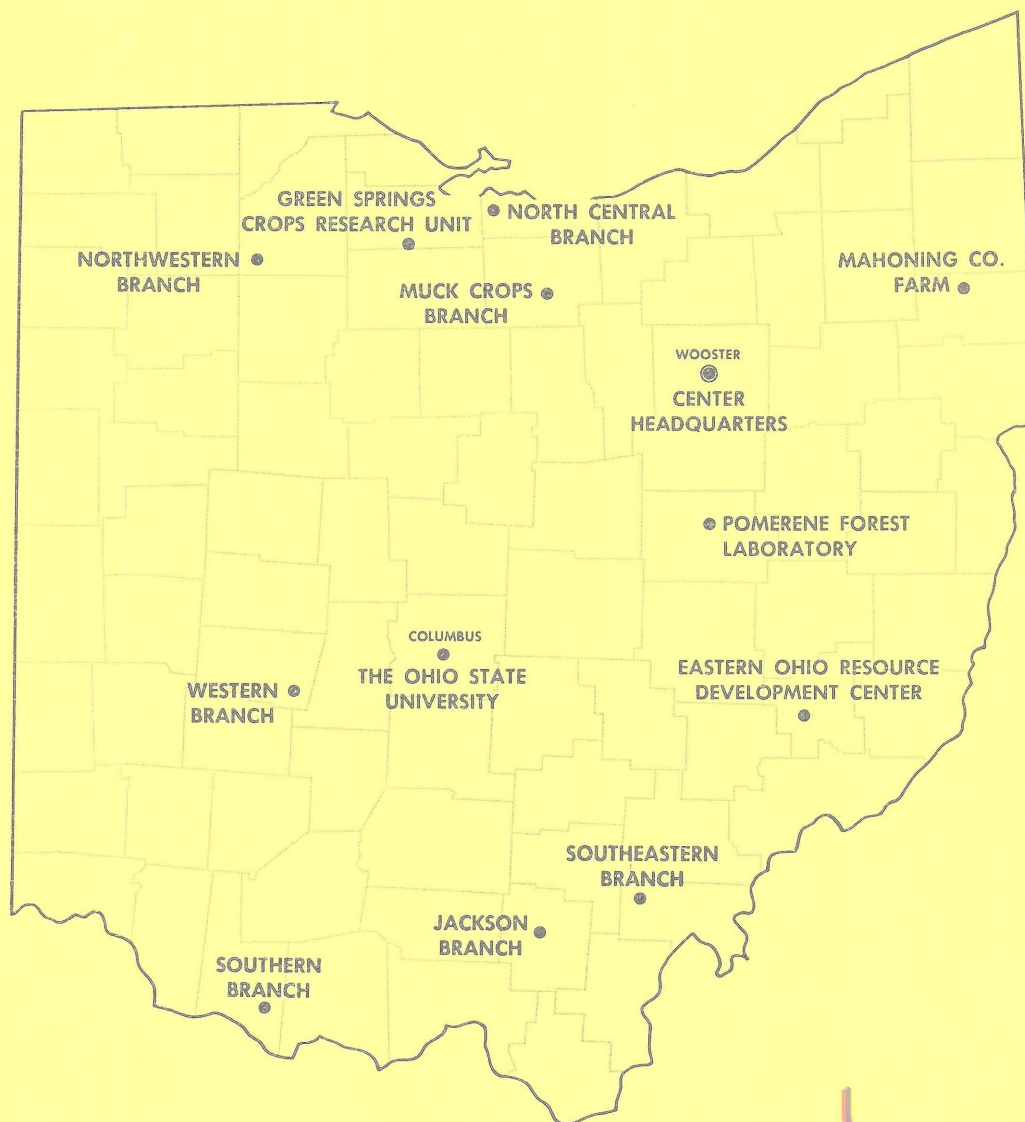 GREEN SPRINGS
CROPS RESEARCH UNIT
NORTH CENTRAL
BRANCH
NORTHWESTERN
BRANCH
MUCK CROPS
BRANCH
MAHONING CO.
FARM
WOOSTER
CENTER
HEADQUARTERS
POMERENE FOREST
LABORATORY
COLUMBUS
THE OHIO STATE
UNIVERSITY
EASTERN OHIO RESOURCE
DEVELOPMENT CENTER
WESTERN
BRANCH
SOUTHEASTERN
BRANCH
JACKSON
BRANCH
SOUTHERN
BRANCH